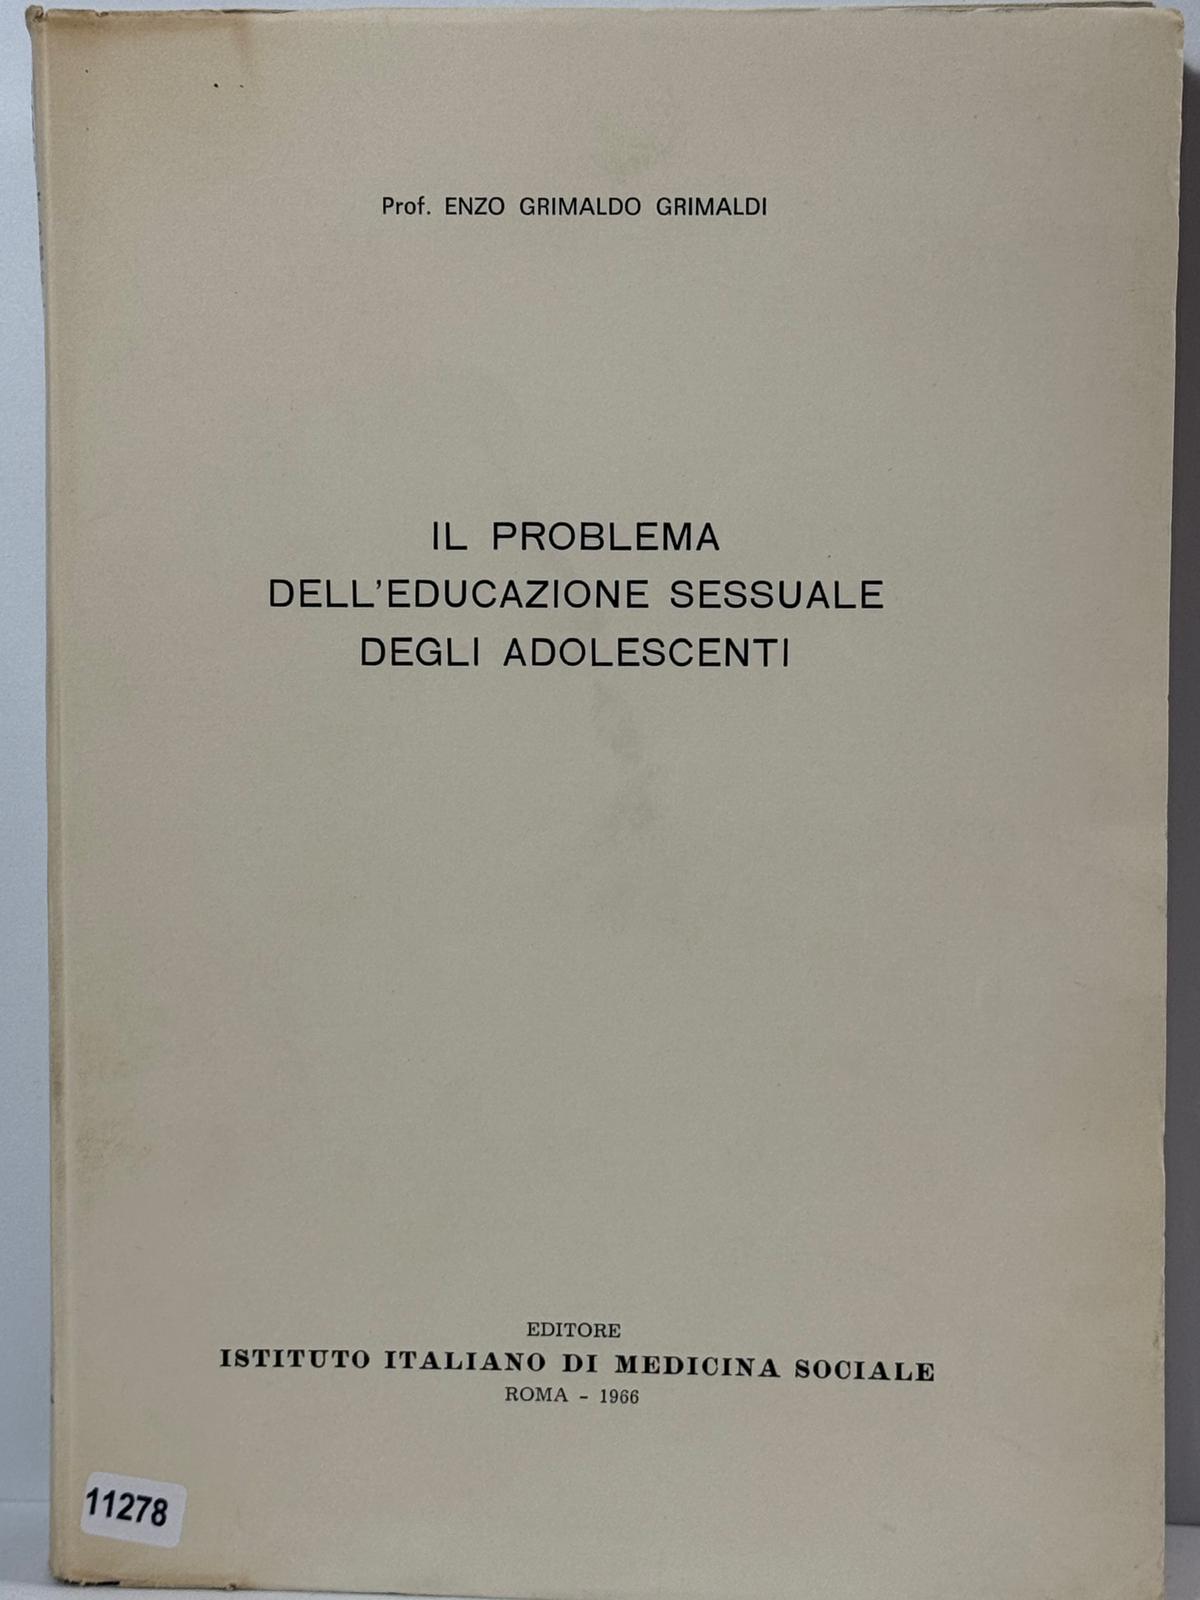 Prof. ENZO GRIMALDO GRIMALDI
IL PROBLEMA
DELL'EDUCAZIONE SESSUALE
DEGLI ADOLESCENTI
EDITORE
ISTITUTO ITALIANO DI MEDICINA SOCIALE
ROMA - 1966
11278